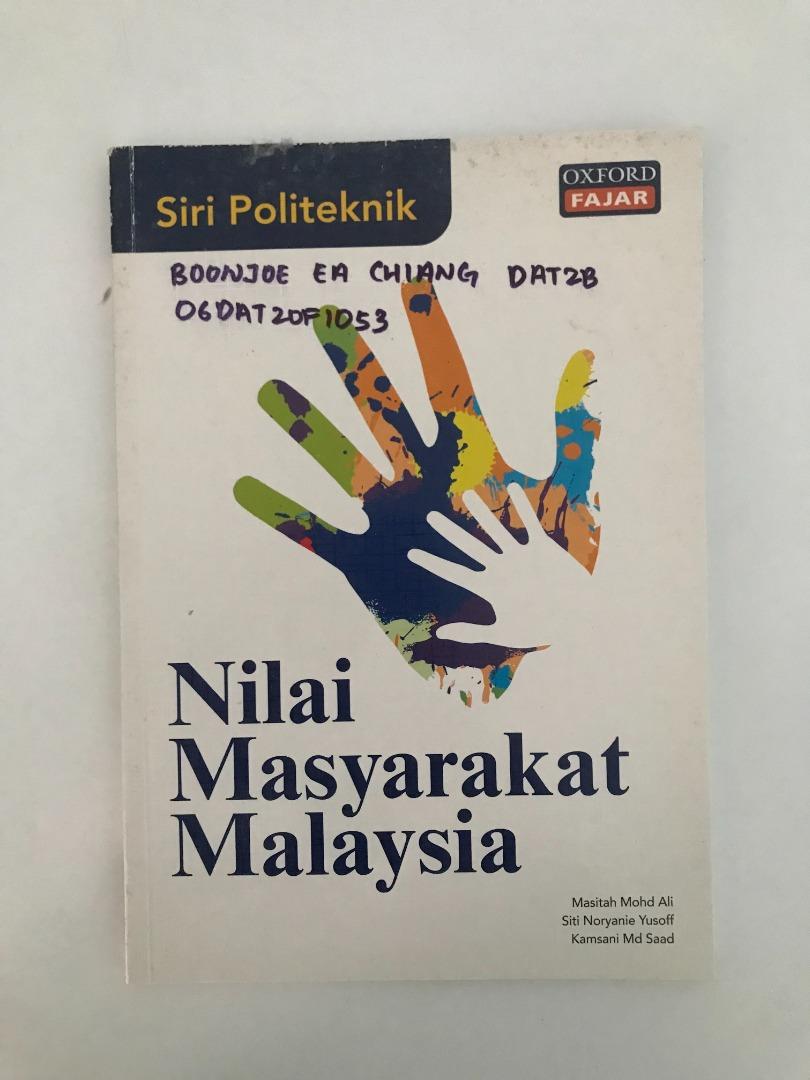 Siri Politeknik
OXFORD
FAJAR
BOONJOE EA CHIANG DAT2B
06DAT20F1053
Nilai
Masyarakat
Malaysia
Masitah Mohd Ali
Siti Noryanie Yusoff
Kamsani Md Saad